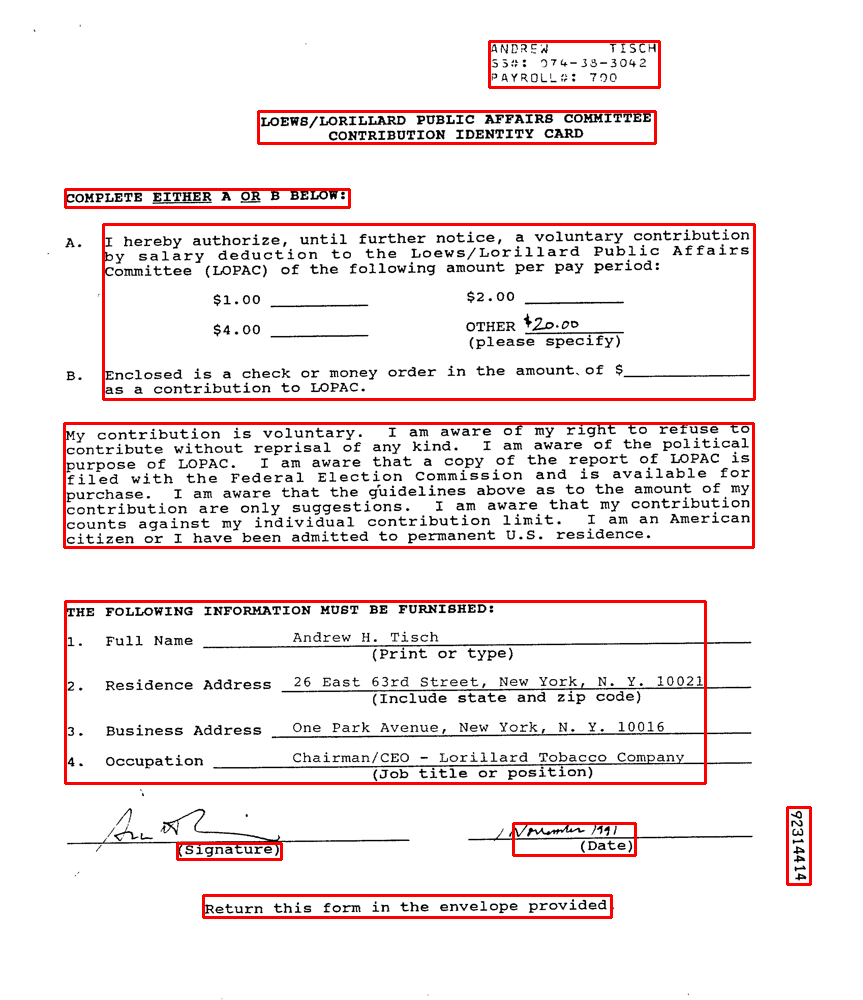 ANDREW TISCH
SS#: 074-38-3042
PAYROLL#: 700
LOEWS/LORILLARD PUBLIC AFFAIRS COMMITTEE
CONTRIBUTION IDENTITY CARD
COMPLETE EITHER A OR B BELOW:
A. I hereby authorize, until further notice, a voluntary contribution
by salary deduction to the Loews/Lorillard Public Affairs
Committee (LOPAC) of the following amount per pay period:
$1.00 __________ $2.00 __________
$4.00 __________ OTHER $20.00
(please specify)
B. Enclosed is a check or money order in the amount of $_____________
as a contribution to LOPAC.
My contribution is voluntary. I am aware of my right to refuse to
contribute without reprisal of any kind. I am aware of the political
purpose of LOPAC. I am aware that a copy of the report of LOPAC is
filed with the Federal Election Commission and is available for
purchase. I am aware that the guidelines above as to the amount of my
contribution are only suggestions. I am aware that my contribution
counts against my individual contribution limit. I am an American
citizen or I have been admitted to permanent U.S. residence.
THE FOLLOWING INFORMATION MUST BE FURNISHED:
1. Full Name Andrew H. Tisch
(Print or type)
2. Residence Address 26 East 63rd Street, New York, N. Y. 10021
(Include state and zip code)
3. Business Address One Park Avenue, New York, N. Y. 10016
4. Occupation Chairman/CEO - Lorillard Tobacco Company
(Job title or position)
1 November 1991
(Signature) (Date)
92314414
Return this form in the envelope provided.